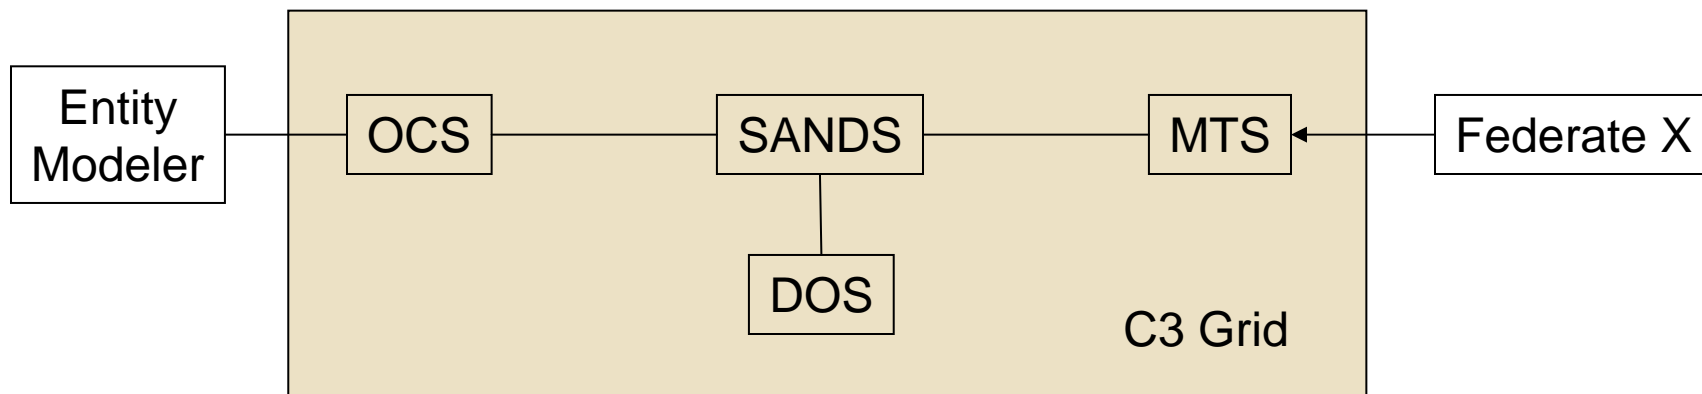 Entity
Modeler
OCS
SANDS
MTS
Federate X
DOS
C3 Grid